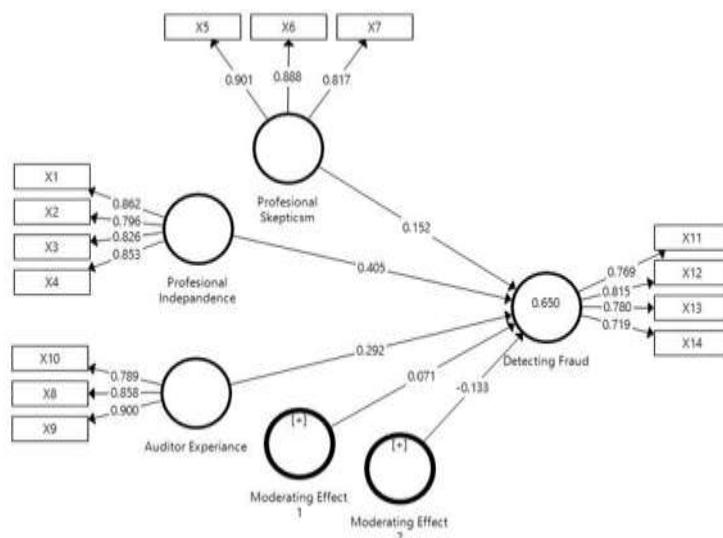 X5
X6
X7
0.901
0.888
0.817
Profesional
Skepticsm
X1
X2
X3
X4
0.862
0.796
0.826
0.853
Profesional
Independence
0.152
0.405
X11
X12
X13
X14
0.769
0.815
0.780
0.719
0.650
Detecting Fraud
X10
X8
X9
0.789
0.858
0.900
Auditor Experiance
0.292
0.071
-0.133
[+]
Moderating Effect
1
[+]
Moderating Effect